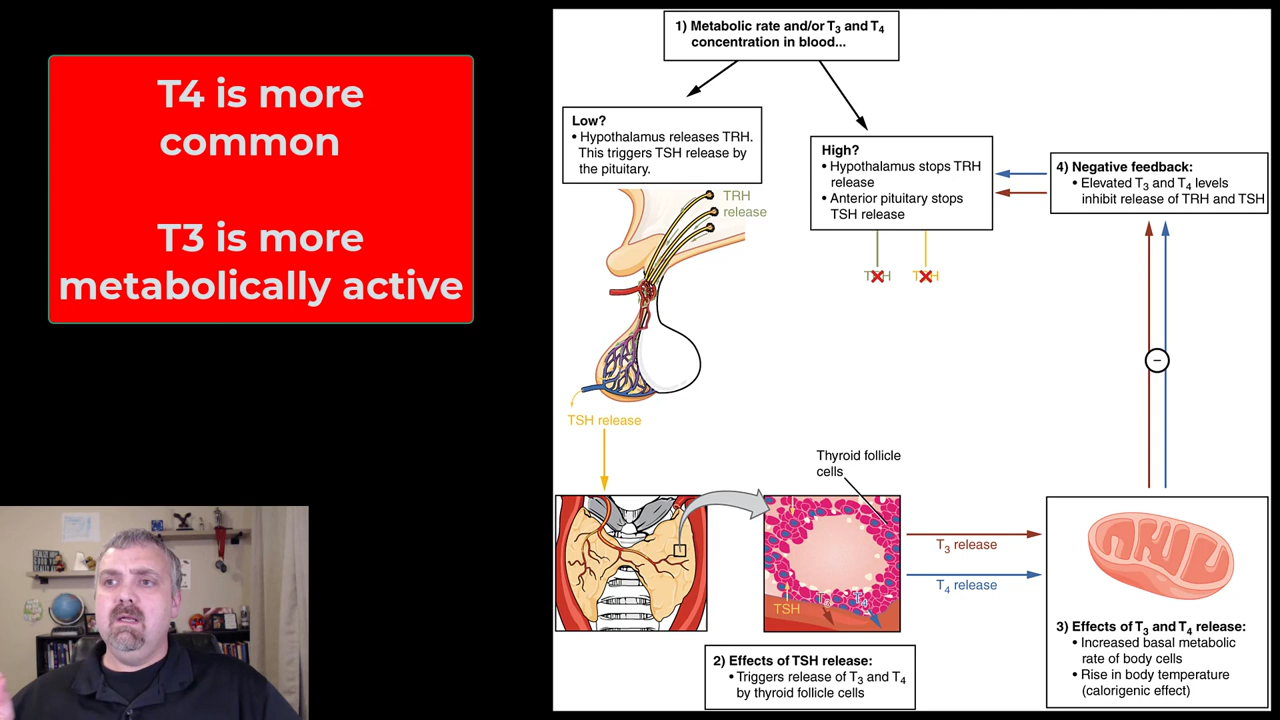 T4 is more
common
T3 is more
metabolically active
1) Metabolic rate and/or T₃ and T₄
concentration in blood...
Low?
• Hypothalamus releases TRH.
This triggers TSH release by
the pituitary.
High?
• Hypothalamus stops TRH
release
• Anterior pituitary stops
TSH release
4) Negative feedback:
• Elevated T₃ and T₄ levels
inhibit release of TRH and TSH
TRH
release
TRH
TSH
−
TSH release
Thyroid follicle
cells
T₃ release
T₄ release
TSH
T₃
T₄
2) Effects of TSH release:
• Triggers release of T₃ and T₄
by thyroid follicle cells
3) Effects of T₃ and T₄ release:
• Increased basal metabolic
rate of body cells
• Rise in body temperature
(calorigenic effect)